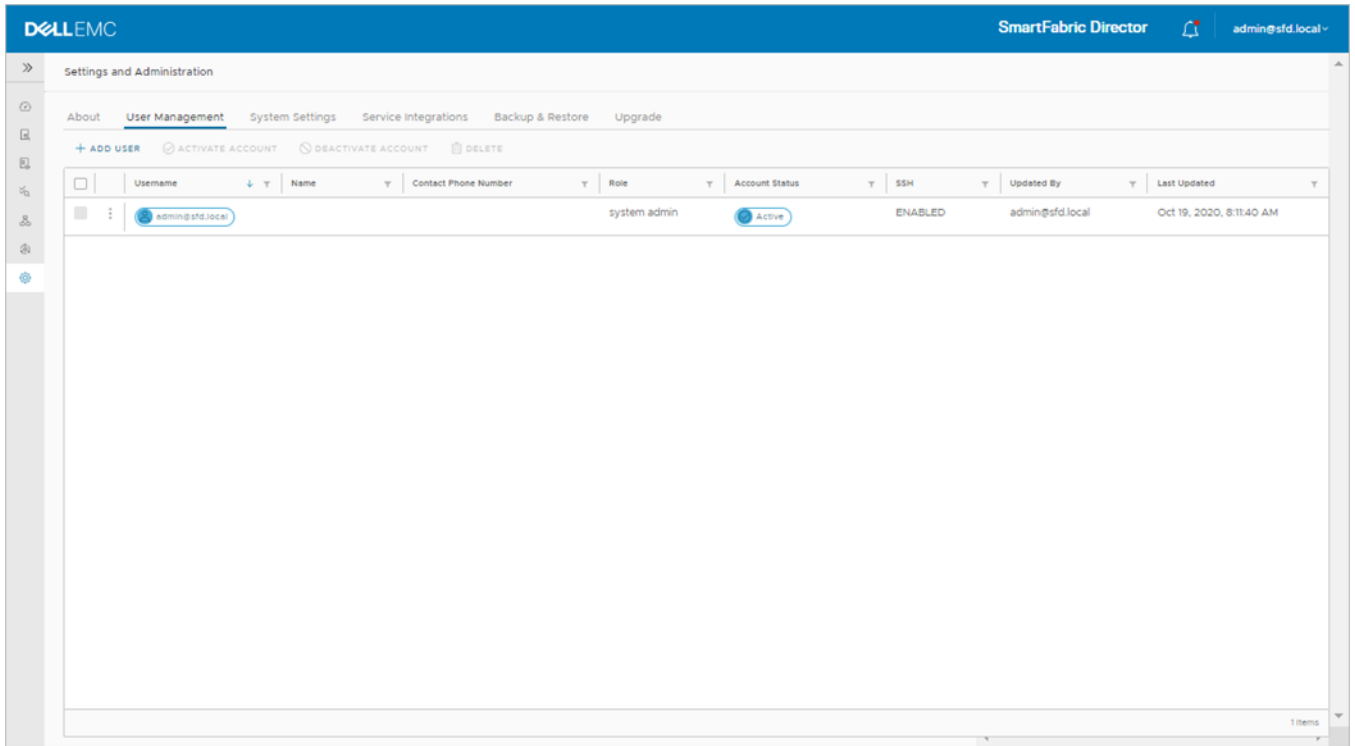 DELLEMC
SmartFabric Director
admin@sfd.local
Settings and Administration
About User Management System Settings Service Integrations Backup & Restore Upgrade
+ ADD USER ACTIVATE ACCOUNT DEACTIVATE ACCOUNT DELETE
Username Name Contact Phone Number Role Account Status SSH Updated By Last Updated
admin@sfd.local system admin Active ENABLED admin@sfd.local Oct 19, 2020, 8:11:40 AM
1 items